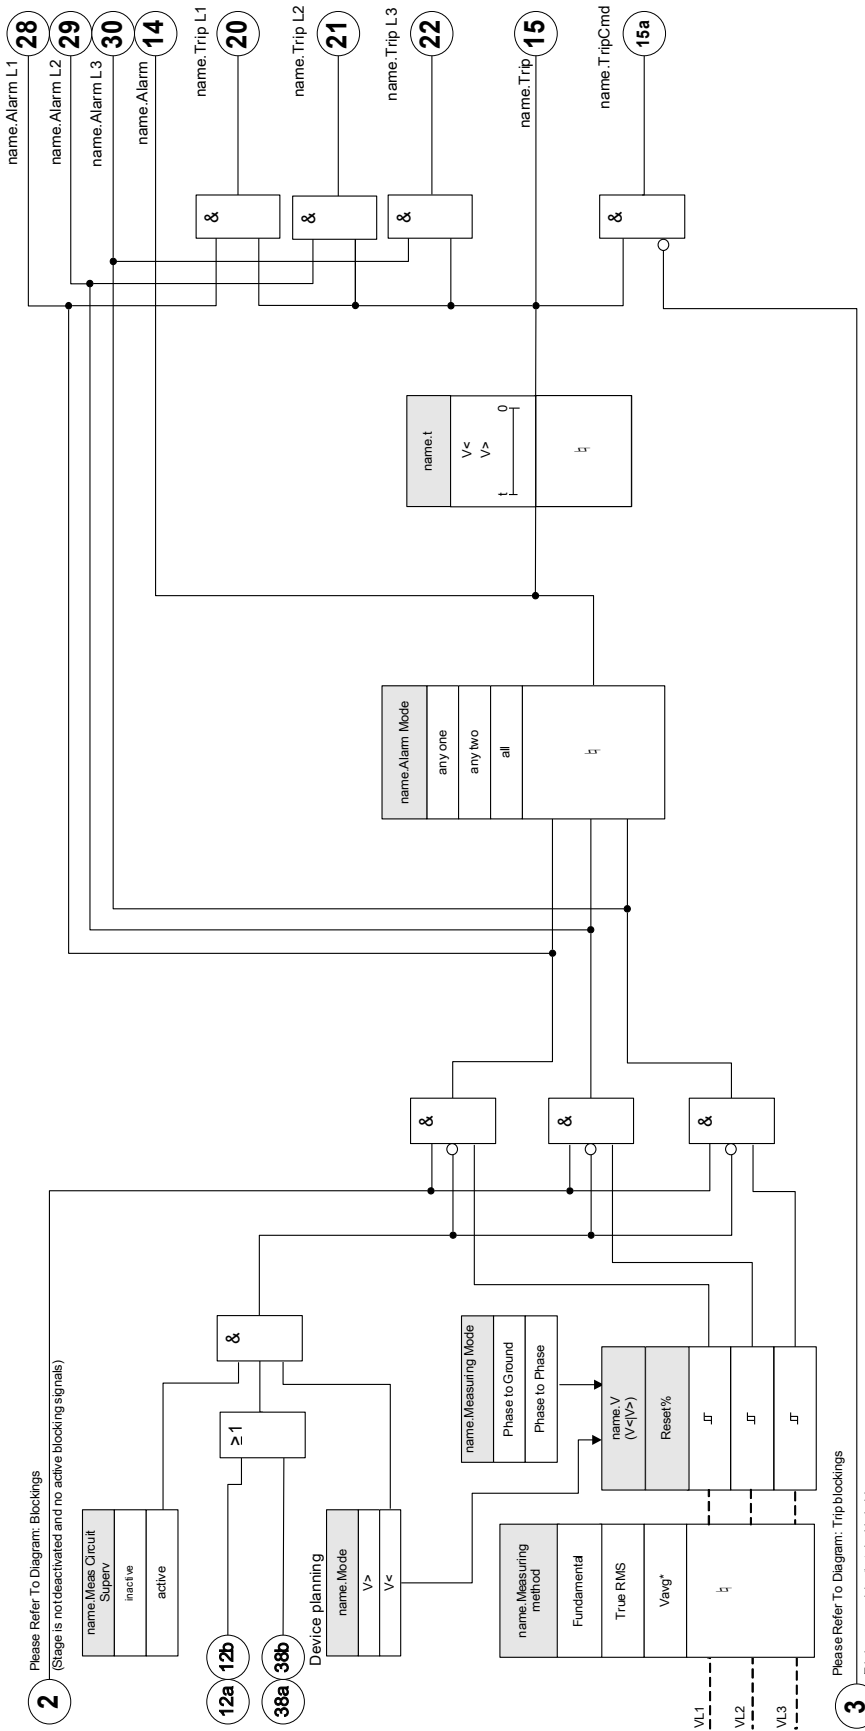 2
Please Refer To Diagram: Blockings
(Stage is not deactivated and no active blocking signals)
name.Meas Circuit
Superv
inactive
active
12a
12b
38a
38b
≥1
&
Device planning
name.Mode
V>
V<
name.Measuring Mode
Phase to Ground
Phase to Phase
name.Measuring
method
Fundamental
True RMS
Vavg*
name.V
(V<|V>)
Reset%
VL1
VL2
VL3
&
&
&
name.Alarm Mode
any one
any two
all
name.t
V<
V>
t
0
&
&
&
&
name.Alarm L1
28
name.Alarm L2
29
name.Alarm L3
30
name.Alarm
14
name.Trip L1
20
name.Trip L2
21
name.Trip L3
22
name.Trip
15
name.TripCmd
15a
3
Please Refer To Diagram: Trip blockings